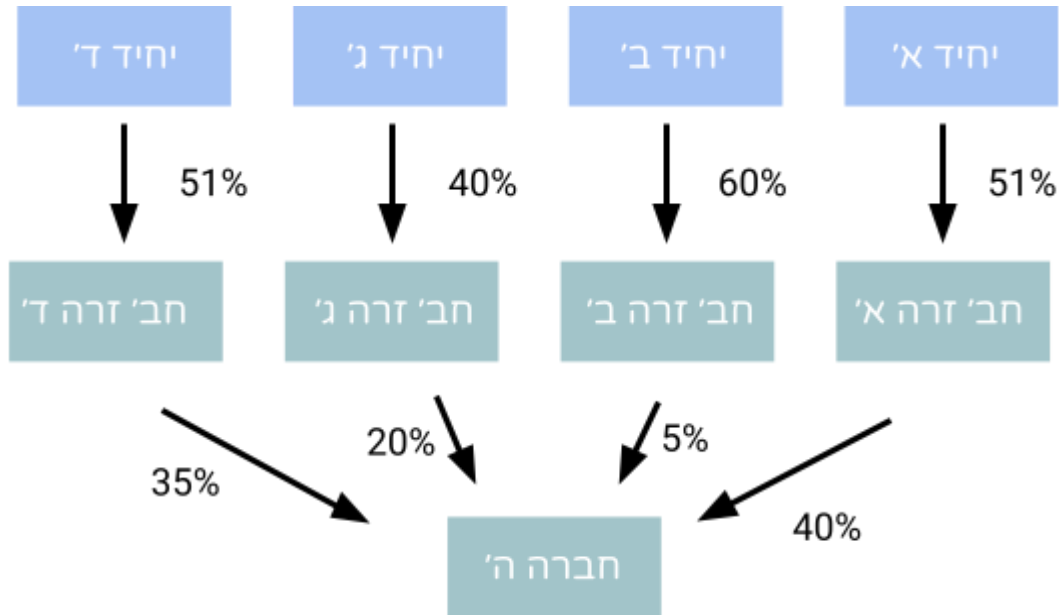 יחיד א׳
יחיד ב׳
יחיד ג׳
יחיד ד׳
51%
60%
40%
51%
חב׳ זרה א׳
חב׳ זרה ב׳
חב׳ זרה ג׳
חב׳ זרה ד׳
40%
5%
20%
35%
חברה ה׳